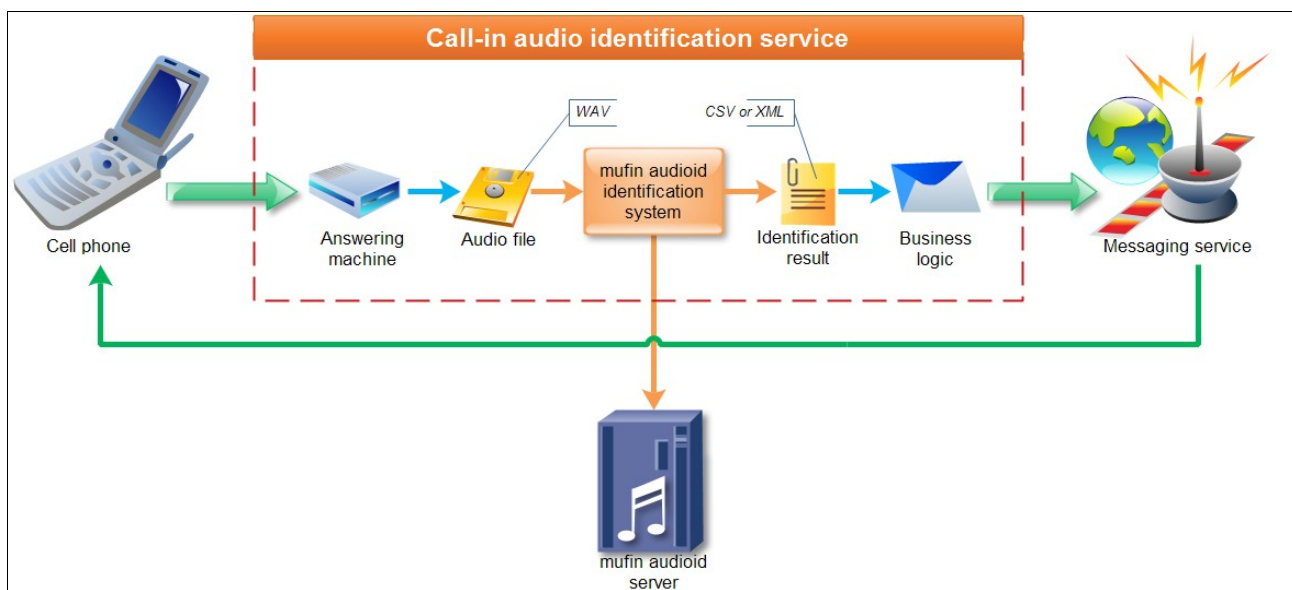 Call-in audio identification service
WAV
CSV or XML
mufin audioid
identification
system
Cell phone
Answering
machine
Audio file
Identification
result
Business
logic
Messaging service
mufin audioid
server